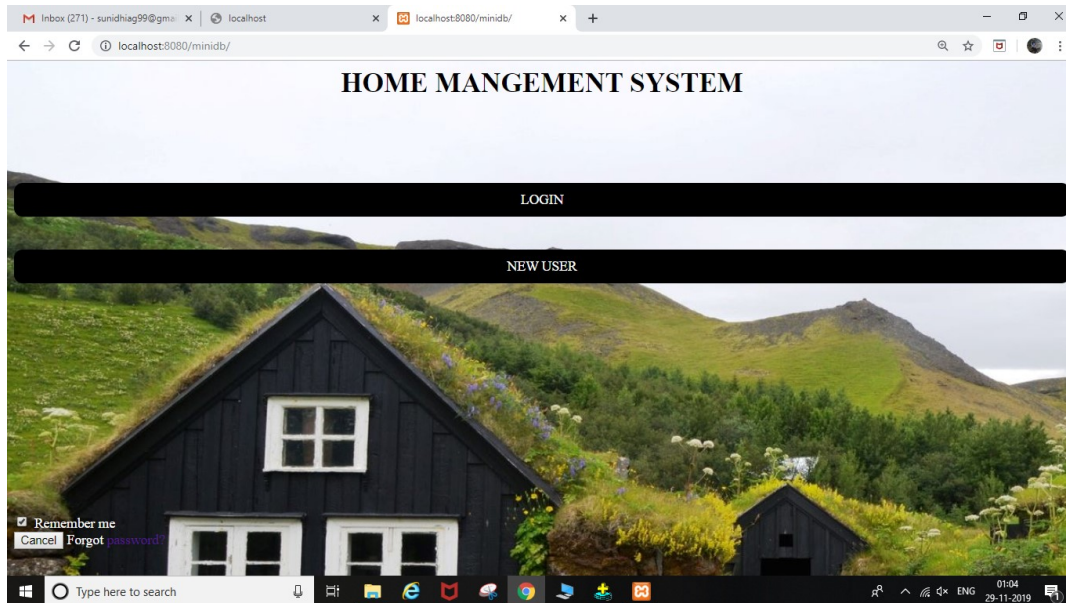 Inbox (271) - sunidhiag99@gma
localhost
localhost:8080/minidb/
localhost:8080/minidb/
HOME MANGEMENT SYSTEM
LOGIN
NEW USER
Remember me
Cancel Forgot password?
Type here to search
ENG
01:04
29-11-2019
1